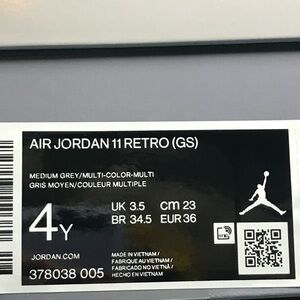 AIR JORDAN 11 RETRO (GS)
MEDIUM GREY/MULTI-COLOR-MULTI
GRIS MOYEN/COULEUR MULTIPLE
4Y
UK 3.5 cm 23
BR 34.5 EUR 36
JORDAN.COM
378038 005
MADE IN VIETNAM /
FABRIQUÉ AU VIETNAM /
FABRICADO NO VIETNÃ /
HECHO EN VIETNAM